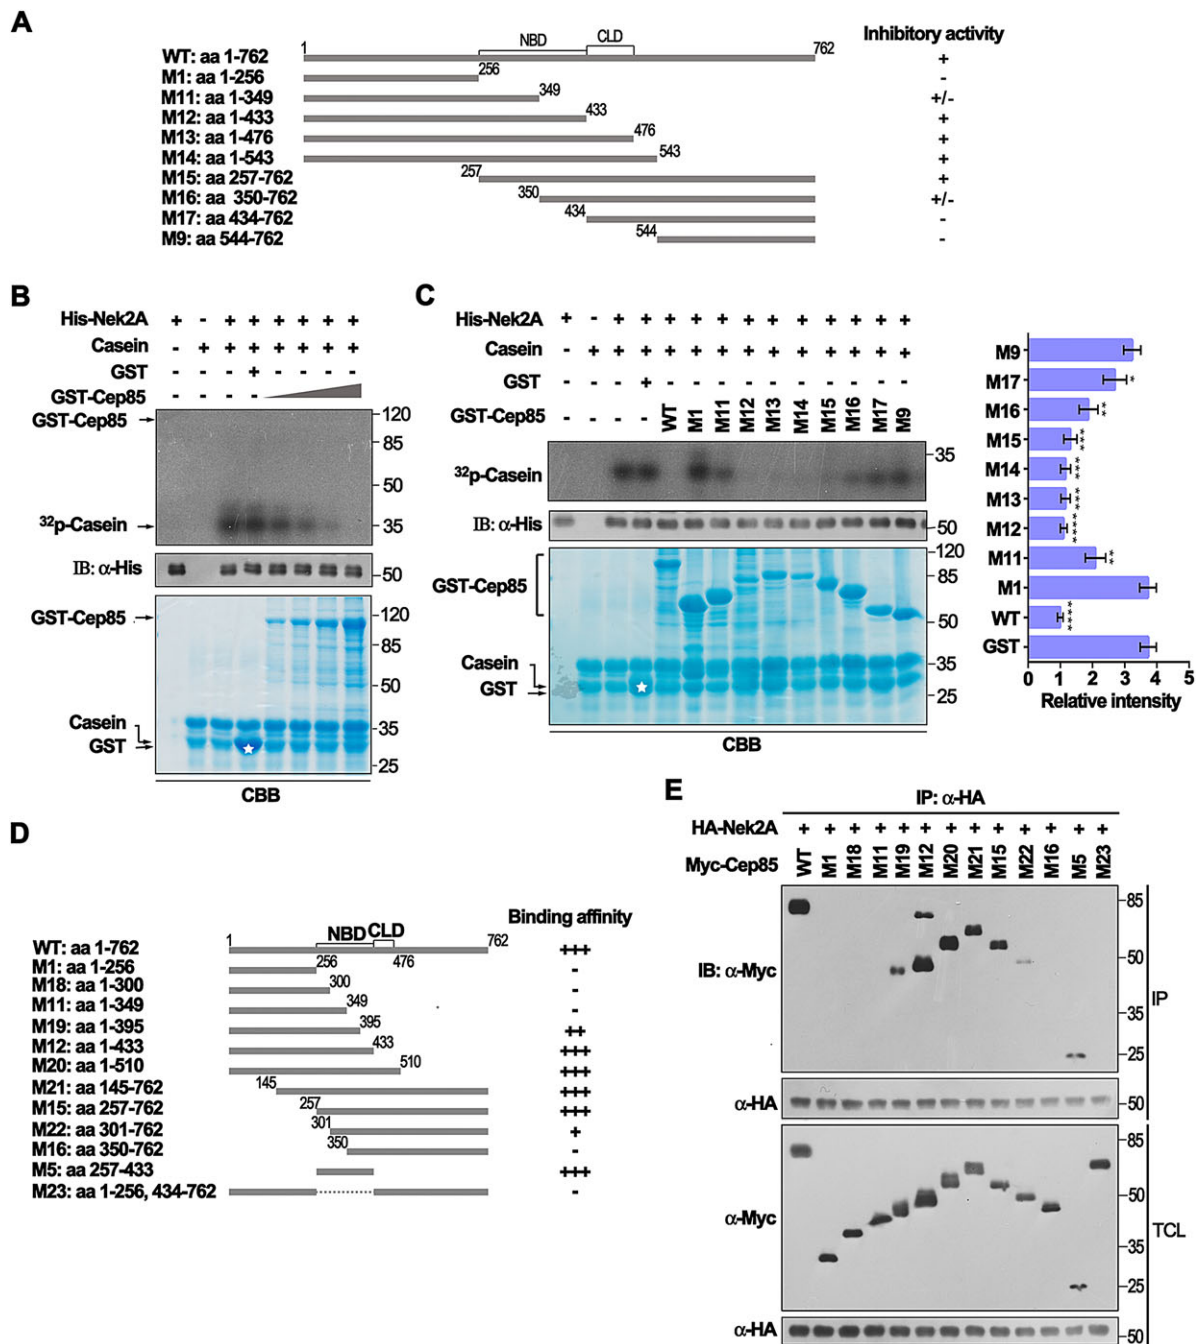 A
Inhibitory activity
1 NBD CLD 762
WT: aa 1-762 +
M1: aa 1-256 256 -
M11: aa 1-349 349 +/-
M12: aa 1-433 433 +
M13: aa 1-476 476 +
M14: aa 1-543 543 +
M15: aa 257-762 257 +
M16: aa 350-762 350 +/-
M17: aa 434-762 434 -
M9: aa 544-762 544 -
B
His-Nek2A + - + + + + + +
Casein - + + + + + + +
GST - - - + - - - -
GST-Cep85 - - - -
GST-Cep85
120
85
50
32p-Casein
35
IB: α-His
50
GST-Cep85
120
85
50
Casein
35
GST
25
CBB
C
His-Nek2A + - + + + + + + + + + + + +
Casein - + + + + + + + + + + + + +
GST - - - + - - - - - - - - - -
GST-Cep85 - - - - WT M1 M11 M12 M13 M14 M15 M16 M17 M9
35
32p-Casein
IB: α-His
50
120
GST-Cep85
85
50
Casein
35
GST
25
CBB
M9
M17 *
M16 **
M15 ***
M14 ***
M13 ***
M12 ****
M11 **
M1
WT ****
GST
0 1 2 3 4 5
Relative intensity
D
Binding affinity
1 NBD CLD 762
WT: aa 1-762 +++
256 476
M1: aa 1-256 -
M18: aa 1-300 300 -
M11: aa 1-349 349 -
M19: aa 1-395 395 ++
M12: aa 1-433 433 +++
M20: aa 1-510 510 +++
M21: aa 145-762 145 +++
M15: aa 257-762 257 +++
M22: aa 301-762 301 +
M16: aa 350-762 350 -
M5: aa 257-433 +++
M23: aa 1-256, 434-762 -
E
IP: α-HA
HA-Nek2A + + + + + + + + + + + + +
Myc-Cep85 WT M1 M18 M11 M19 M12 M20 M21 M15 M22 M16 M5 M23
85
IB: α-Myc
50
IP
35
25
α-HA
50
85
α-Myc
50
TCL
35
25
α-HA
50